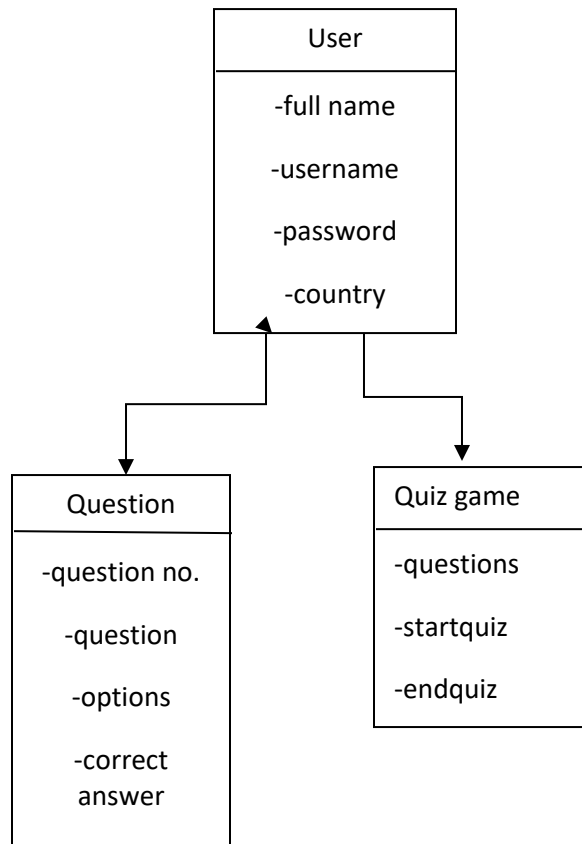 User
-full name
-username
-password
-country
Question
-question no.
-question
-options
-correct
answer
Quiz game
-questions
-startquiz
-endquiz